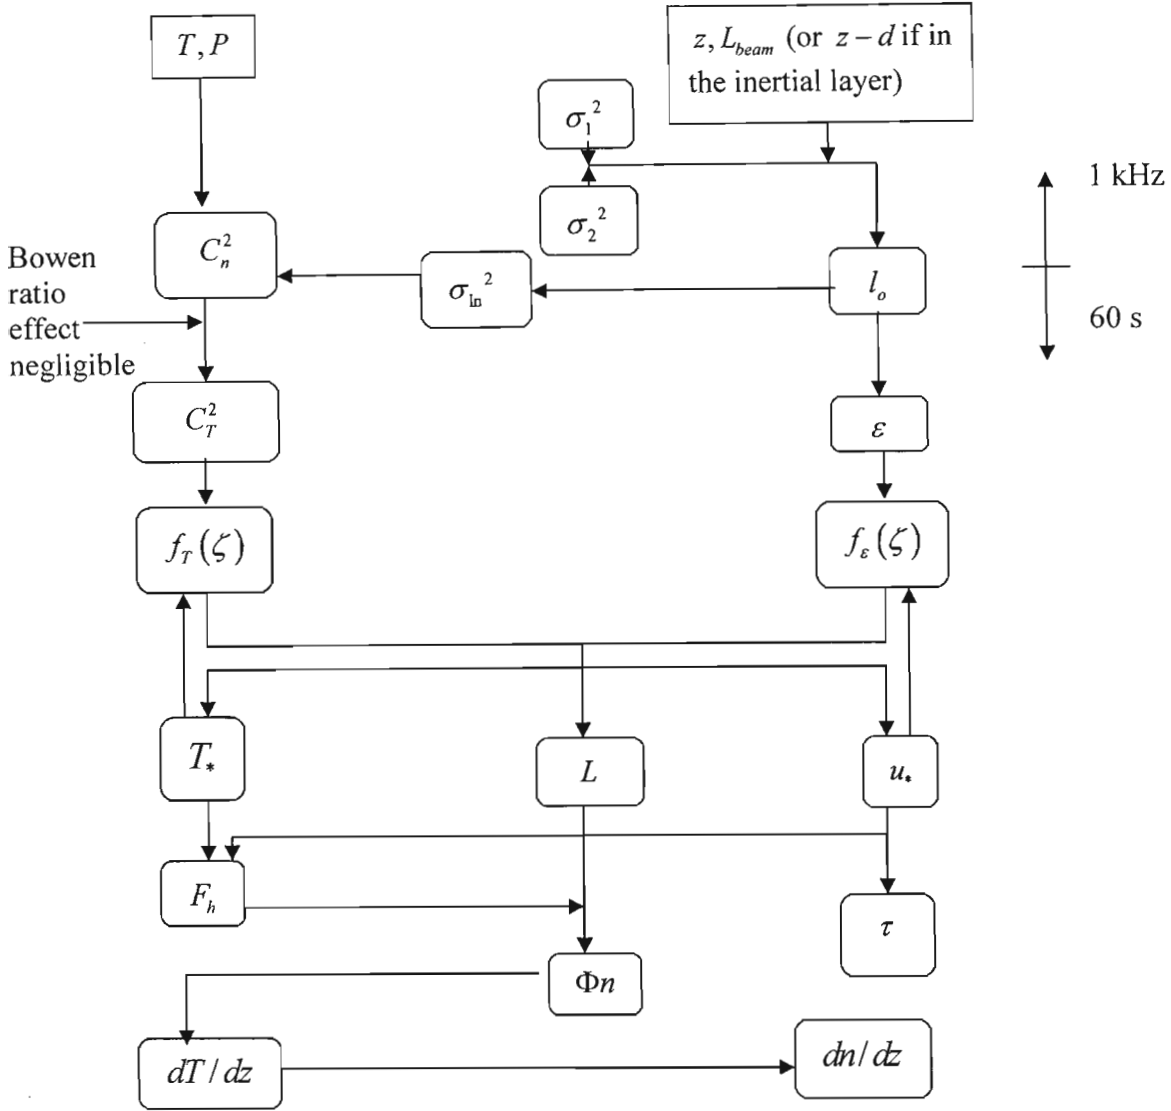 T, P
z, L_beam (or z − d if in
the inertial layer)
σ_1^2
σ_2^2
1 kHz
60 s
C_n^2
σ_ln^2
l_o
Bowen
ratio
effect
negligible
C_T^2
ε
f_T(ζ)
f_ε(ζ)
T_*
L
u_*
F_h
τ
Φn
dT / dz
dn / dz